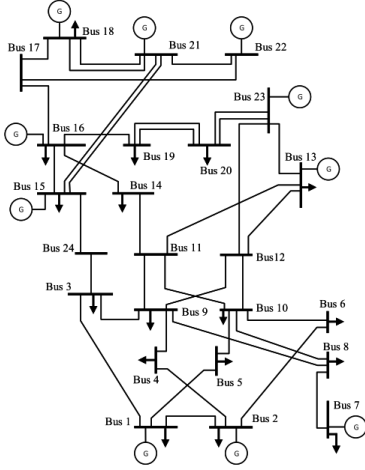 G
G
G
Bus 18
Bus 17
Bus 21
Bus 22
Bus 23
G
G
Bus 16
Bus 19
Bus 20
Bus 13
G
Bus 15
Bus 14
G
Bus 24
Bus 11
Bus12
Bus 3
Bus 9
Bus 10
Bus 6
Bus 8
Bus 4
Bus 5
Bus 7
Bus 1
Bus 2
G
G
G